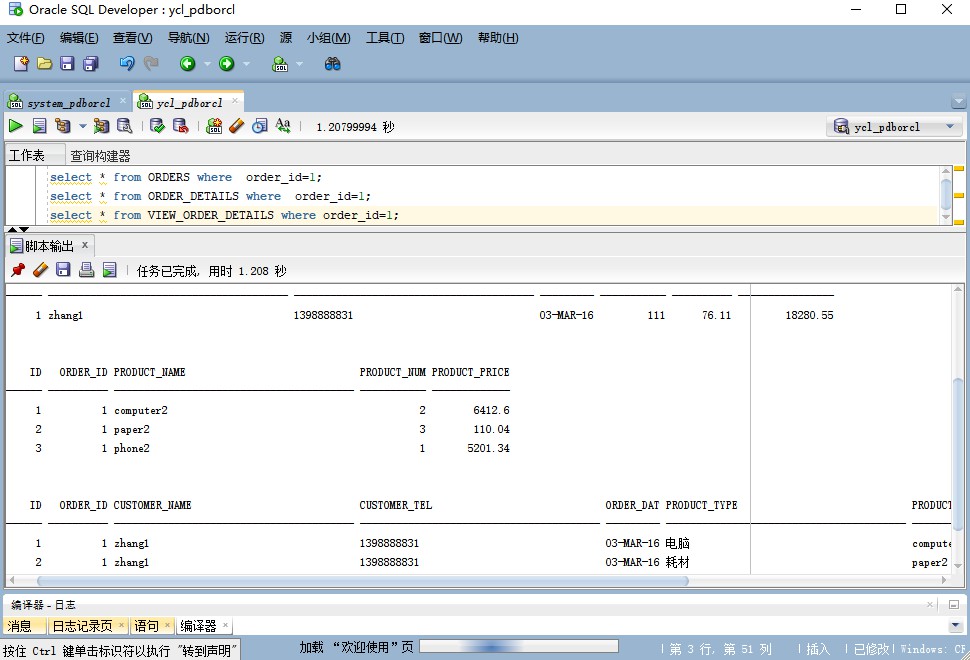 Oracle SQL Developer : ycl_pdborcl
文件(F) 编辑(E) 查看(V) 导航(N) 运行(R) 源 小组(M) 工具(T) 窗口(W) 帮助(H)
system_pdborcl ycl_pdborcl
1.20799994 秒 ycl_pdborcl
工作表 查询构建器
select * from ORDERS where order_id=1;
select * from ORDER_DETAILS where order_id=1;
select * from VIEW_ORDER_DETAILS where order_id=1;
脚本输出 x
任务已完成, 用时 1.208 秒
1 zhang1 1398888831 03-MAR-16 111 76.11 18280.55
ID ORDER_ID PRODUCT_NAME PRODUCT_NUM PRODUCT_PRICE
1 1 computer2 2 6412.6
2 1 paper2 3 110.04
3 1 phone2 1 5201.34
ID ORDER_ID CUSTOMER_NAME CUSTOMER_TEL ORDER_DAT PRODUCT_TYPE PRODUCT
1 1 zhang1 1398888831 03-MAR-16 电脑 compute
2 1 zhang1 1398888831 03-MAR-16 耗材 paper2
编译器 - 日志
消息 日志记录页 语句 编译器
按住 Ctrl 键单击标识符以执行 "转到声明" 加载 “欢迎使用” 页 第 3 行, 第 51 列 插入 已修改 Windows: CR